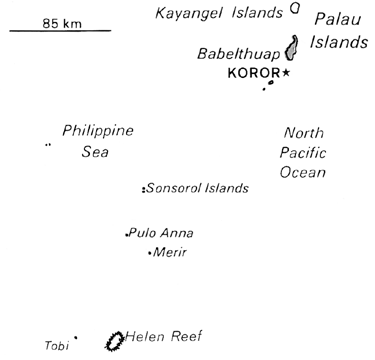 Kayangel Islands
Palau
Islands
85 km
Babelthuap
KOROR
Philippine
Sea
North
Pacific
Ocean
Sonsorol Islands
Pulo Anna
Merir
Tobi
Helen Reef